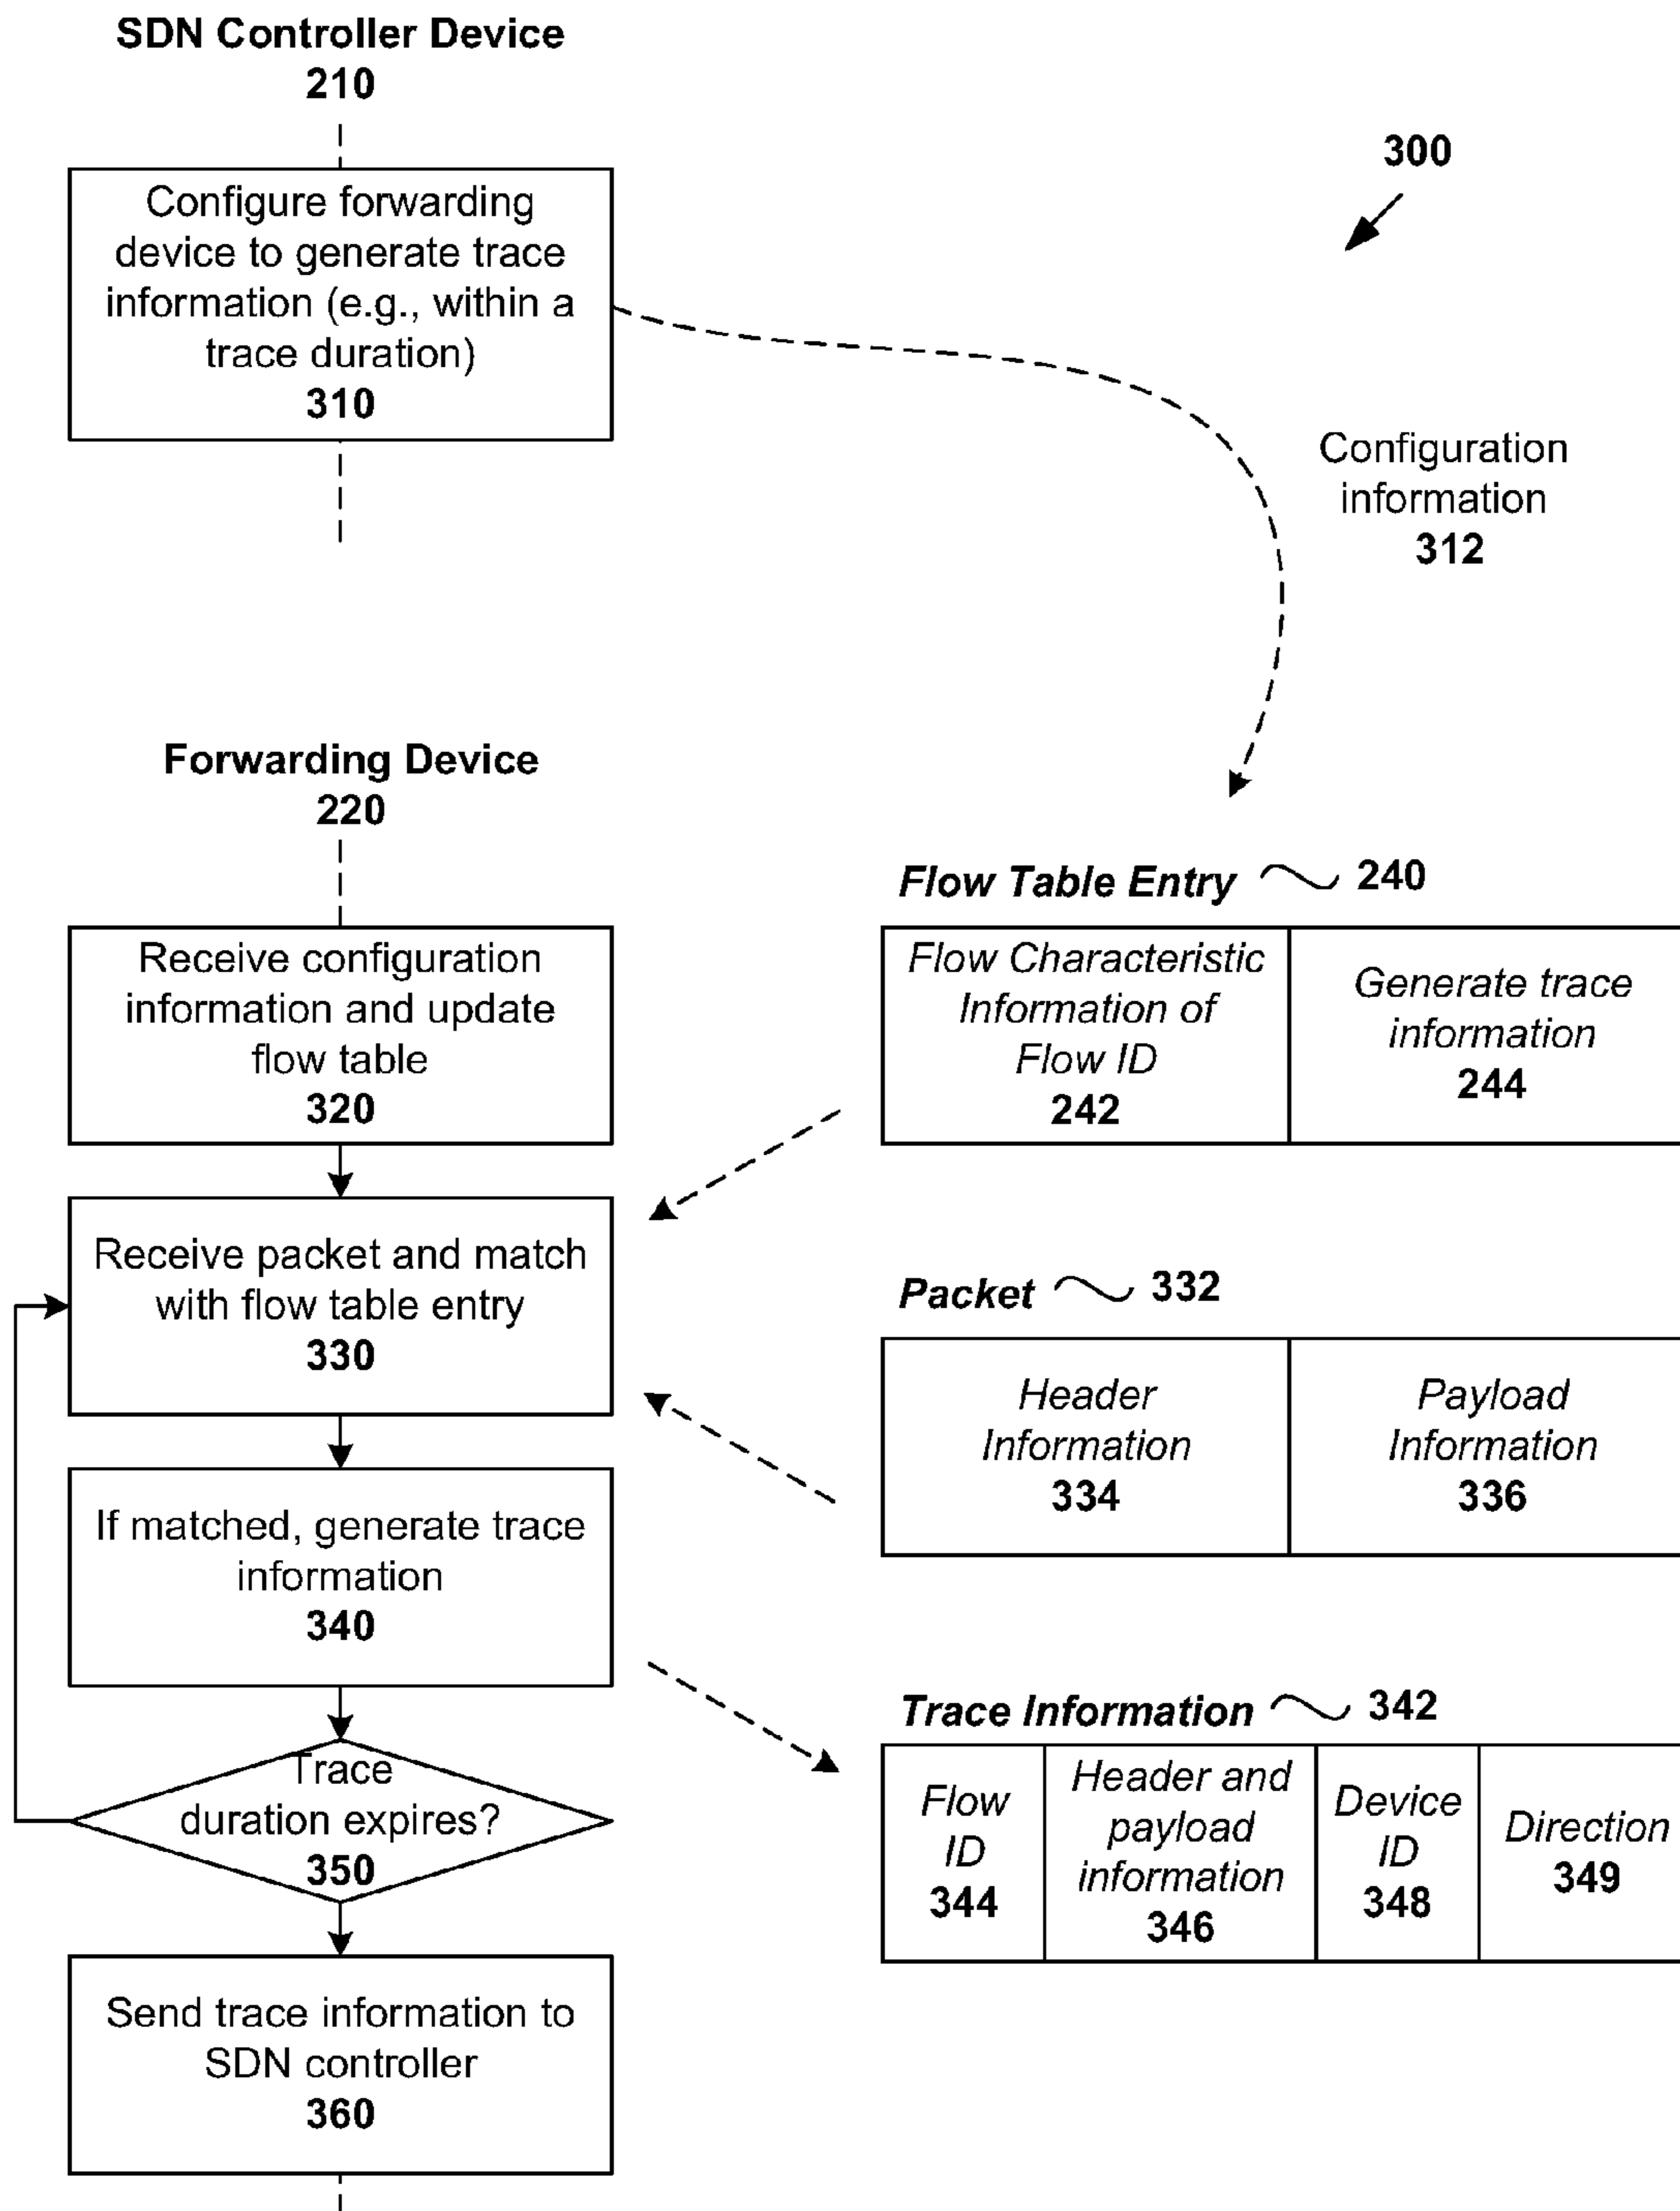 SDN Controller Device
210
300
Configure forwarding
device to generate trace
information (e.g., within a
trace duration)
310
Configuration
information
312
Forwarding Device
220
Flow Table Entry 240
Receive configuration
information and update
flow table
320
Flow Characteristic
Information of
Flow ID
242
Generate trace
information
244
Receive packet and match
with flow table entry
330
Packet 332
Header
Information
334
Payload
Information
336
If matched, generate trace
information
340
Trace Information 342
Trace
duration expires?
350
Flow
ID
344
Header and
payload
information
346
Device
ID
348
Direction
349
Send trace information to
SDN controller
360